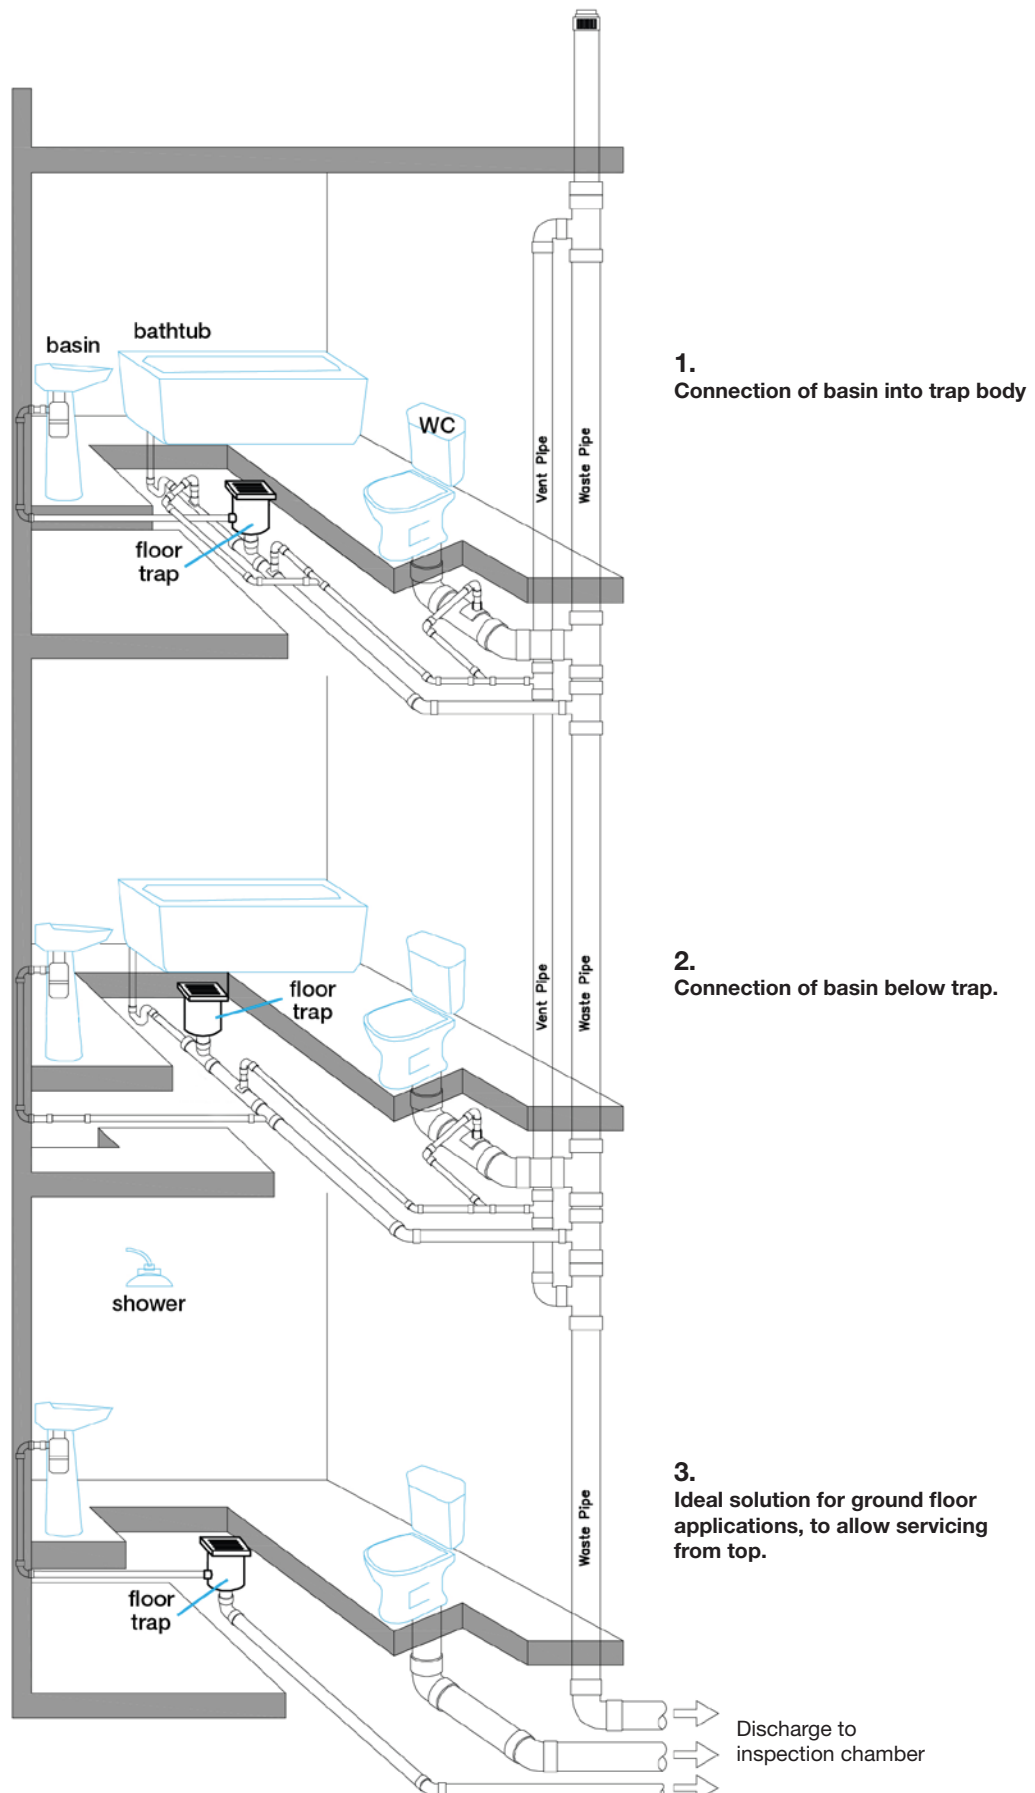 basin
bathtub
WC
Vent Pipe
Waste Pipe
floor
trap
1.
Connection of basin into trap body
floor
trap
Vent Pipe
Waste Pipe
2.
Connection of basin below trap.
shower
Waste Pipe
floor
trap
3.
Ideal solution for ground floor
applications, to allow servicing
from top.
Discharge to
inspection chamber